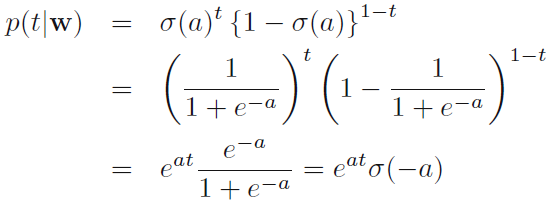 p(t|w) = σ(a)^t {1 − σ(a)}^{1−t}
= (1 / (1 + e^{−a}))^t (1 − 1 / (1 + e^{−a}))^{1−t}
= e^{at} e^{−a} / (1 + e^{−a}) = e^{at} σ(−a)